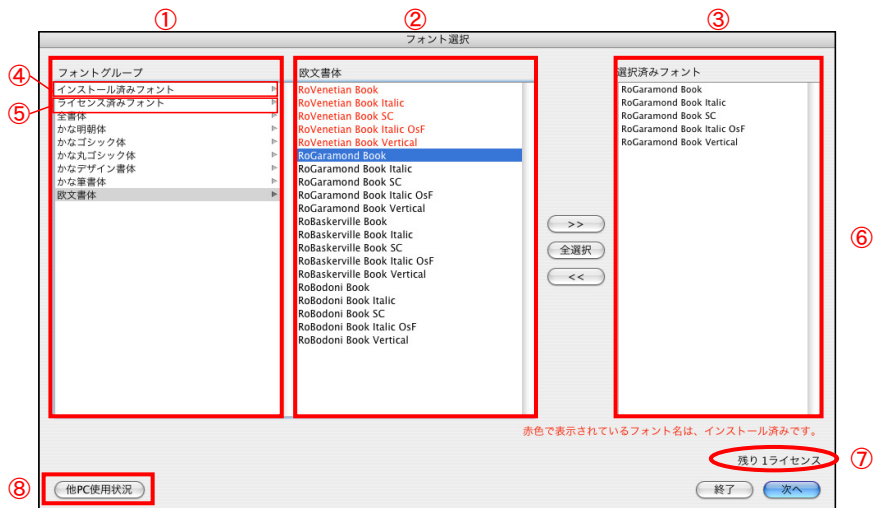 ① ② ③
フォント選択
④ ⑤
フォントグループ
インストール済みフォント
ライセンス済みフォント
全書体
かな明朝体
かなゴシック体
かな丸ゴシック体
かなデザイン書体
かな筆書体
欧文書体
欧文書体
RoVenetian Book
RoVenetian Book Italic
RoVenetian Book SC
RoVenetian Book Italic OsF
RoVenetian Book Vertical
RoGaramond Book
RoGaramond Book Italic
RoGaramond Book SC
RoGaramond Book Italic OsF
RoGaramond Book Vertical
RoBaskerville Book
RoBaskerville Book Italic
RoBaskerville Book SC
RoBaskerville Book Italic OsF
RoBaskerville Book Vertical
RoBodoni Book
RoBodoni Book Italic
RoBodoni Book SC
RoBodoni Book Italic OsF
RoBodoni Book Vertical
>>
全選択
<<
選択済みフォント
RoGaramond Book
RoGaramond Book Italic
RoGaramond Book SC
RoGaramond Book Italic OsF
RoGaramond Book Vertical
⑥
赤色で表示されているフォント名は、インストール済みです。
残り1ライセンス ⑦
⑧ 他PC使用状況
終了 次へ